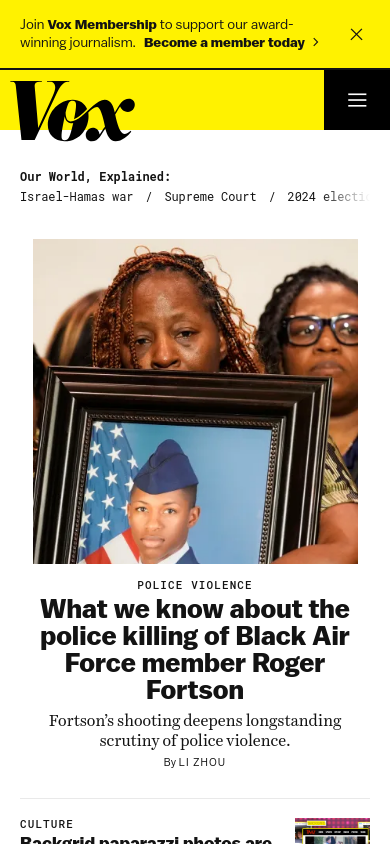 Join Vox Membership to support our award-
winning journalism. Become a member today
Vox
Our World, Explained:
Israel-Hamas war / Supreme Court / 2024 electi
POLICE VIOLENCE
What we know about the
police killing of Black Air
Force member Roger
Fortson
Fortson’s shooting deepens longstanding
scrutiny of police violence.
By LI ZHOU
CULTURE
Backgrid paparazzi photos are